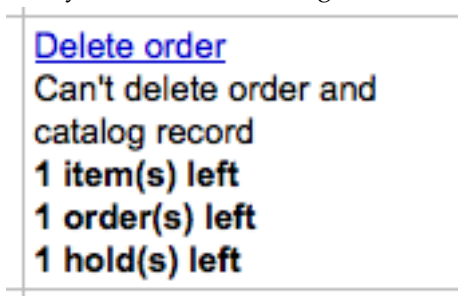 Delete order
Can't delete order and
catalog record
1 item(s) left
1 order(s) left
1 hold(s) left